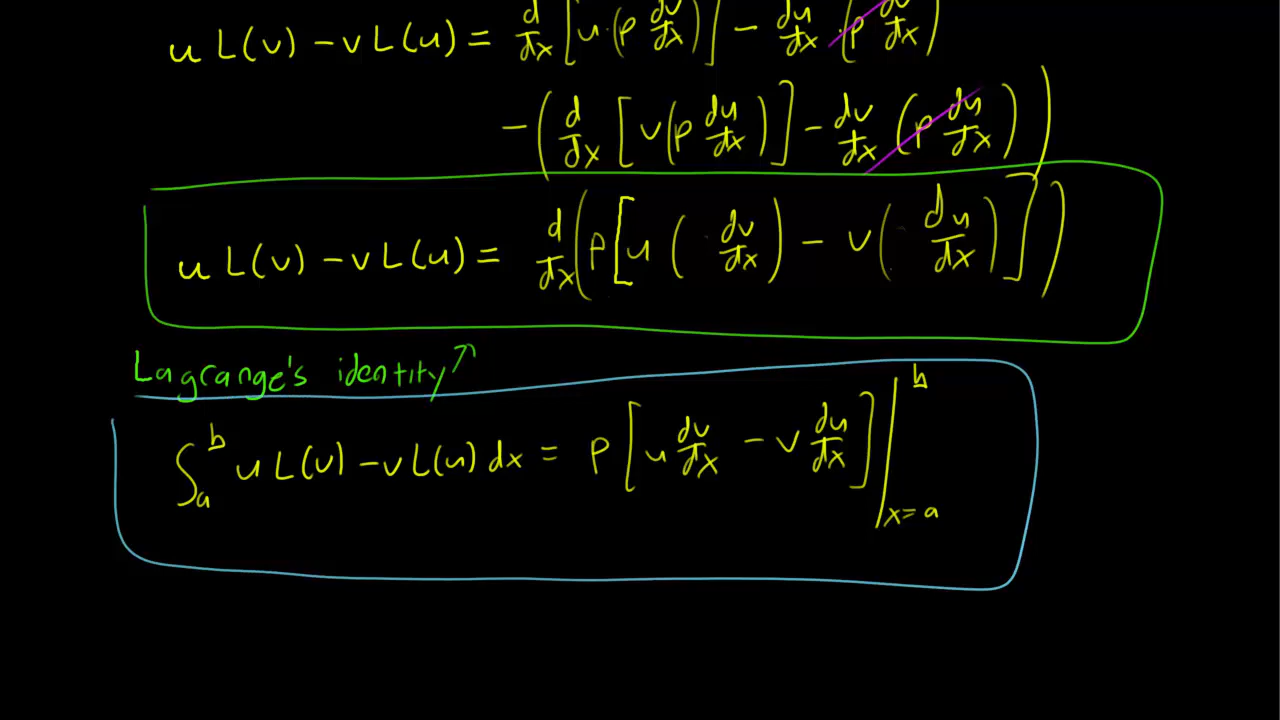 u L(v) - v L(u) = d/dx [u·(p dv/dx)] - du/dx·(p dv/dx)
- (d/dx [v(p du/dx)] - dv/dx (p du/dx))
u L(v) - v L(u) = d/dx (p[u (dv/dx) - v (du/dx)])
Lagrange's identity ↗
∫_a^b u L(v) - v L(u) dx = p [u dv/dx - v du/dx] |_{x=a}^b